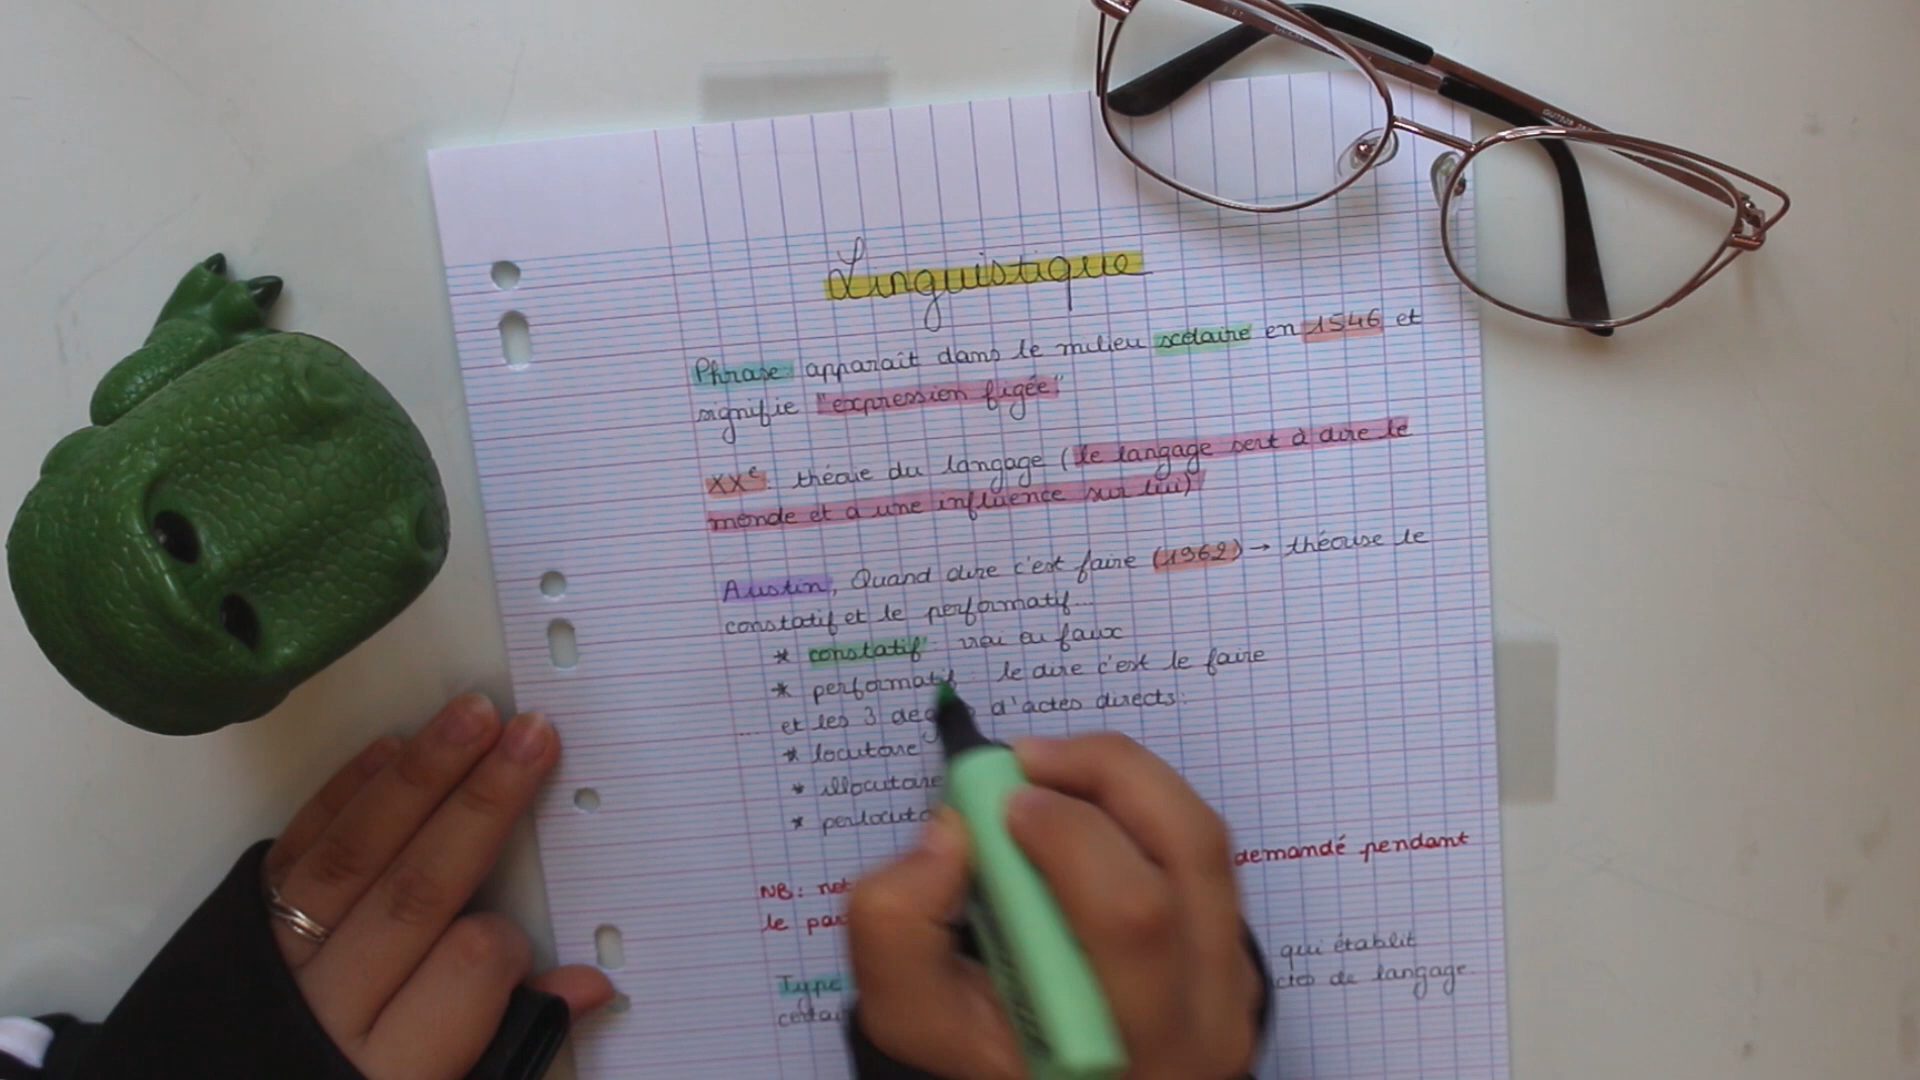 Linguistique
Phrase: apparait dans le milieu scolaire en 1546 et
signifie "expression figée"
XXe: théorie du langage (le langage sert à dire le
monde et a une influence sur lui)
Austin, Quand dire c'est faire (1962) → théorise le
constatif et le performatif...
* constatif: vrai ou faux
* performatif: le dire c'est le faire
... et les 3 d'actes directs:
* locutoire
* illocutoire
*
NB: demandé pendant
le
Type qui établit
de langage.